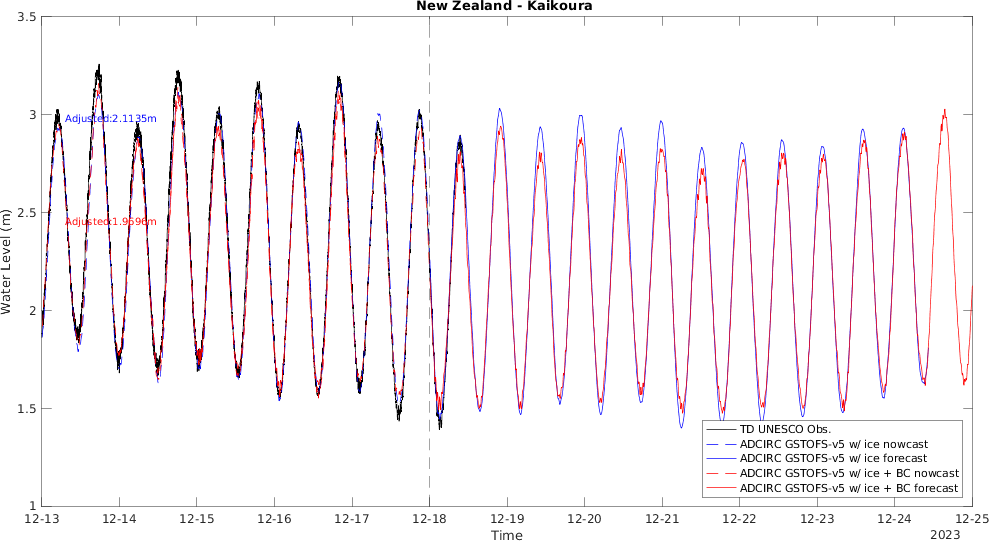 New Zealand - Kaikoura
3.5
3
2.5
2
1.5
1
Water Level (m)
Adjusted:2.1135m
Adjusted:1.9596m
TD UNESCO Obs.
ADCIRC GSTOFS-v5 w/ ice nowcast
ADCIRC GSTOFS-v5 w/ ice forecast
ADCIRC GSTOFS-v5 w/ ice + BC nowcast
ADCIRC GSTOFS-v5 w/ ice + BC forecast
12-13 12-14 12-15 12-16 12-17 12-18 12-19 12-20 12-21 12-22 12-23 12-24 12-25
Time
2023